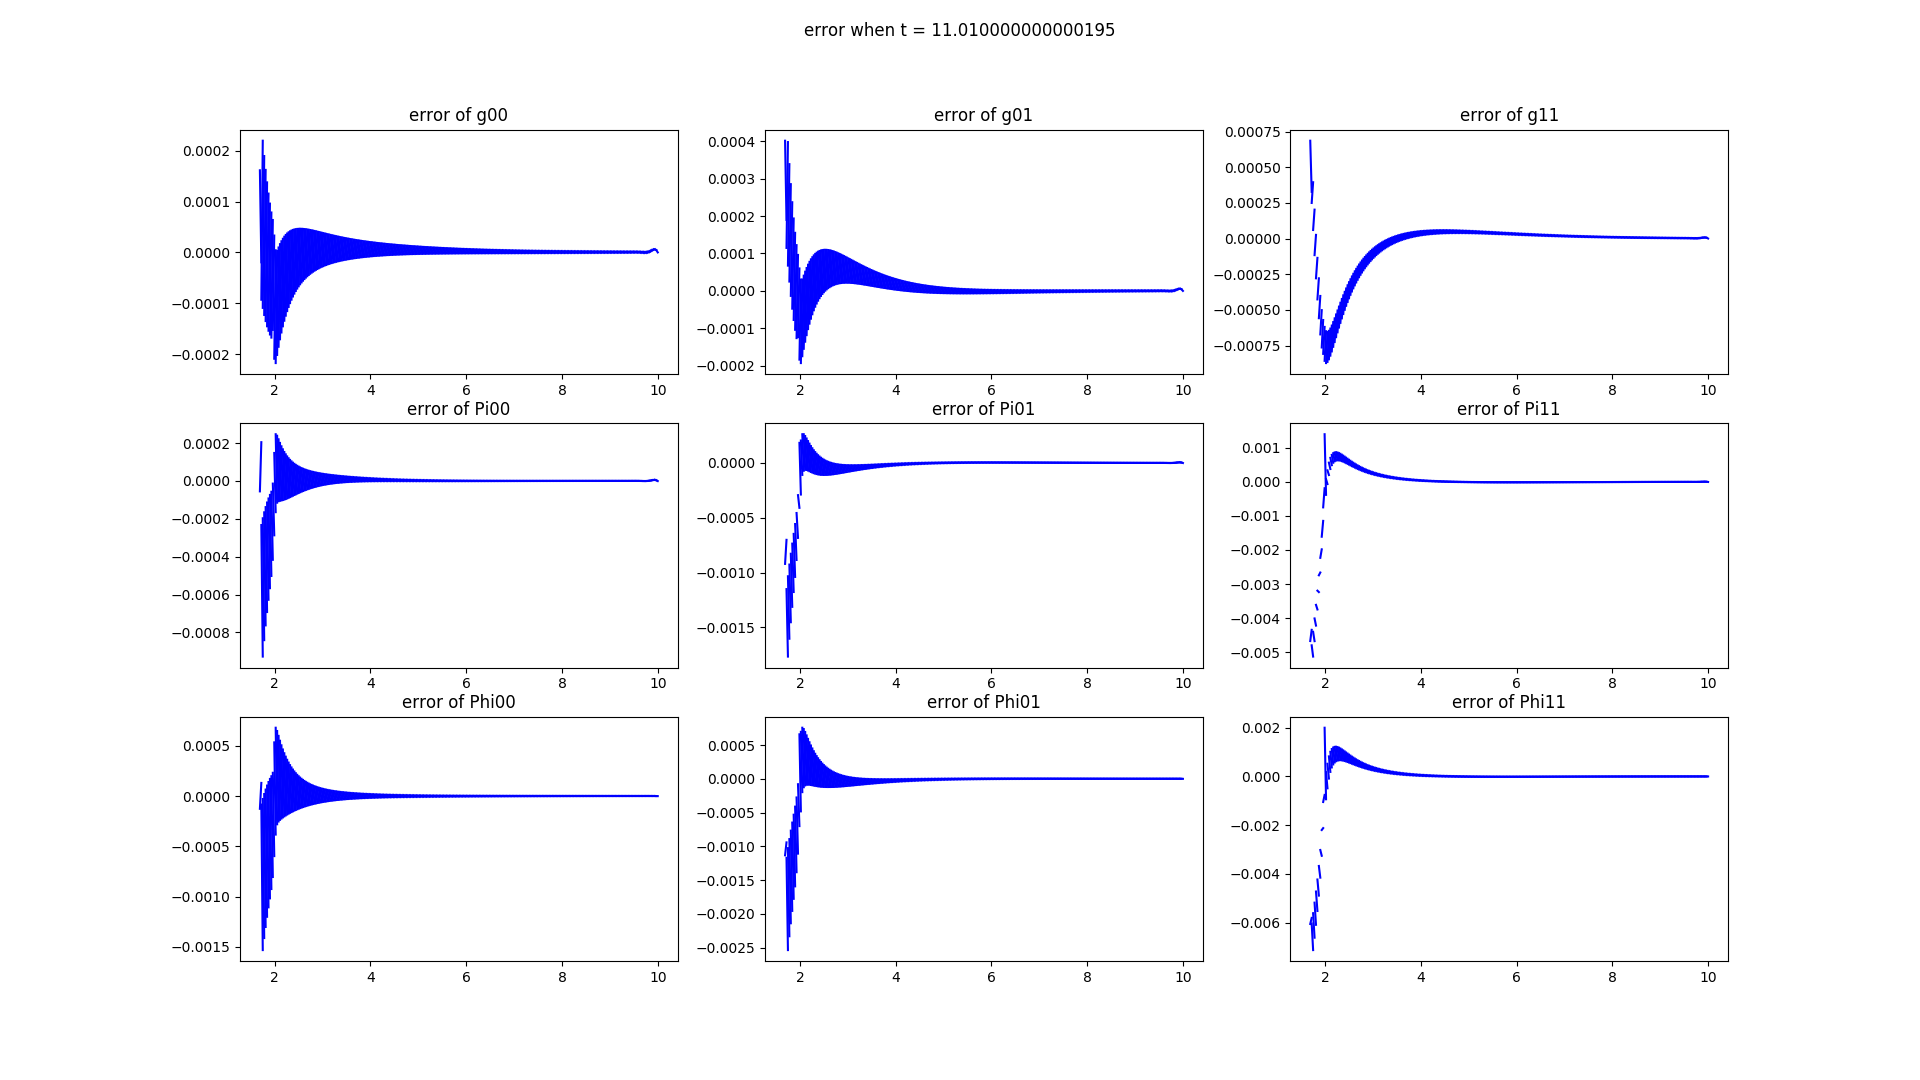 error when t = 11.010000000000195
error of g00
error of g01
error of g11
0.0002
0.0001
0.0000
−0.0001
−0.0002
2 4 6 8 10
0.0004
0.0003
0.0002
0.0001
0.0000
−0.0001
−0.0002
2 4 6 8 10
0.00075
0.00050
0.00025
0.00000
−0.00025
−0.00050
−0.00075
2 4 6 8 10
error of Pi00
error of Pi01
error of Pi11
0.0002
0.0000
−0.0002
−0.0004
−0.0006
−0.0008
2 4 6 8 10
0.0000
−0.0005
−0.0010
−0.0015
2 4 6 8 10
0.001
0.000
−0.001
−0.002
−0.003
−0.004
−0.005
2 4 6 8 10
error of Phi00
error of Phi01
error of Phi11
0.0005
0.0000
−0.0005
−0.0010
−0.0015
2 4 6 8 10
0.0005
0.0000
−0.0005
−0.0010
−0.0015
−0.0020
−0.0025
2 4 6 8 10
0.002
0.000
−0.002
−0.004
−0.006
2 4 6 8 10